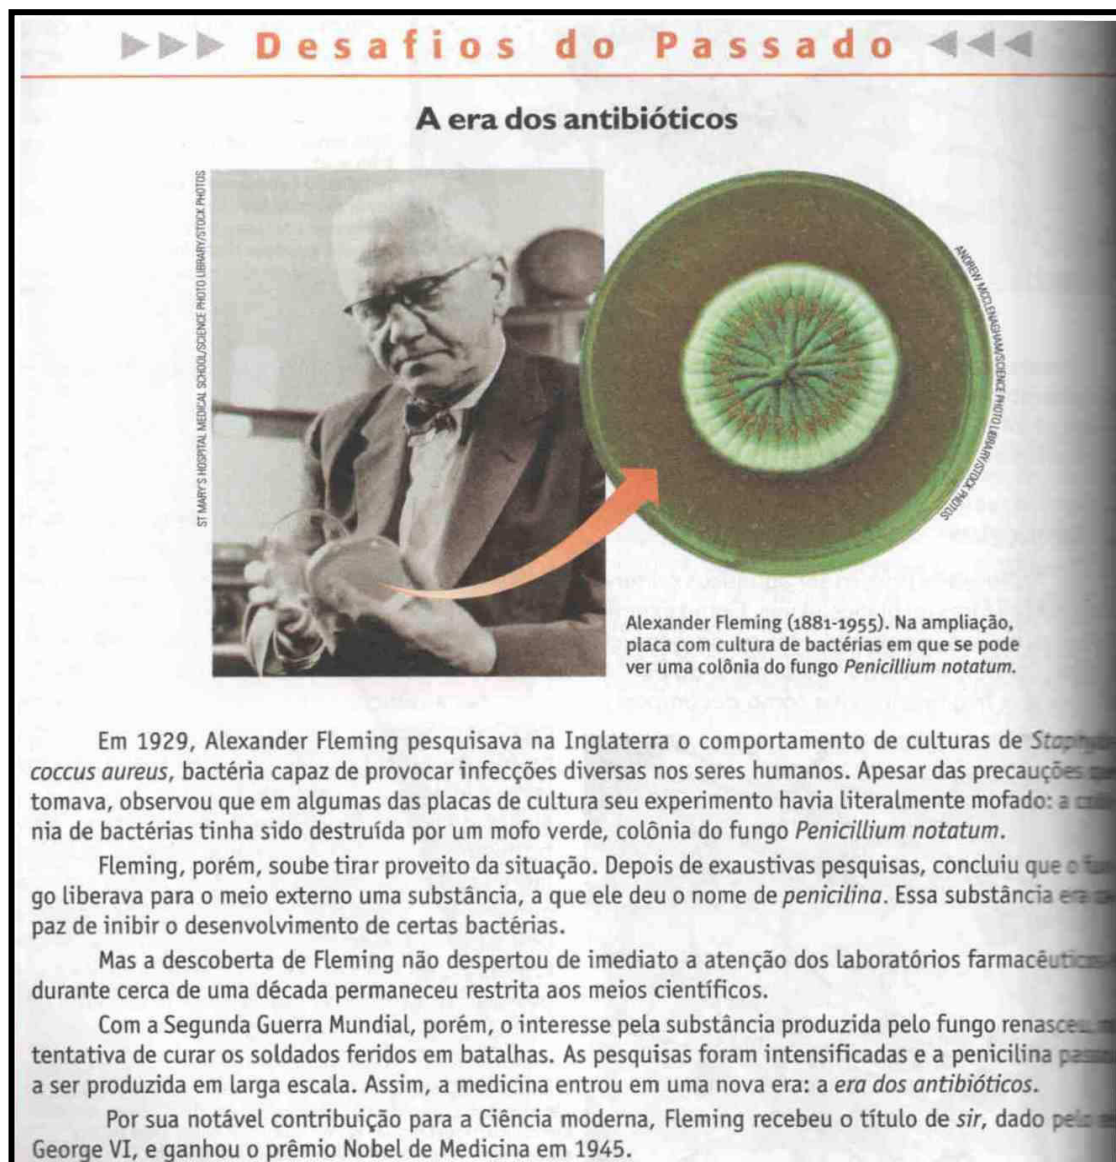 Desafios do Passado
A era dos antibióticos
ST MARY'S HOSPITAL MEDICAL SCHOOL/SCIENCE PHOTO LIBRARY/STOCK PHOTOS
ANDREW MCCLENAGHAM/SCIENCE PHOTO LIBRARY/STOCK PHOTOS
Alexander Fleming (1881-1955). Na ampliação,
placa com cultura de bactérias em que se pode
ver uma colônia do fungo Penicillium notatum.
Em 1929, Alexander Fleming pesquisava na Inglaterra o comportamento de culturas de
coccus aureus, bactéria capaz de provocar infecções diversas nos seres humanos. Apesar das precauções
tomava, observou que em algumas das placas de cultura seu experimento havia literalmente mofado: a
nia de bactérias tinha sido destruída por um mofo verde, colônia do fungo Penicillium notatum.
Fleming, porém, soube tirar proveito da situação. Depois de exaustivas pesquisas, concluiu que o
go liberava para o meio externo uma substância, a que ele deu o nome de penicilina. Essa substância era
paz de inibir o desenvolvimento de certas bactérias.
Mas a descoberta de Fleming não despertou de imediato a atenção dos laboratórios
durante cerca de uma década permaneceu restrita aos meios científicos.
Com a Segunda Guerra Mundial, porém, o interesse pela substância produzida pelo fungo renasceu,
tentativa de curar os soldados feridos em batalhas. As pesquisas foram intensificadas e a penicilina
a ser produzida em larga escala. Assim, a medicina entrou em uma nova era: a era dos antibióticos.
Por sua notável contribuição para a Ciência moderna, Fleming recebeu o título de sir, dado
George VI, e ganhou o prêmio Nobel de Medicina em 1945.